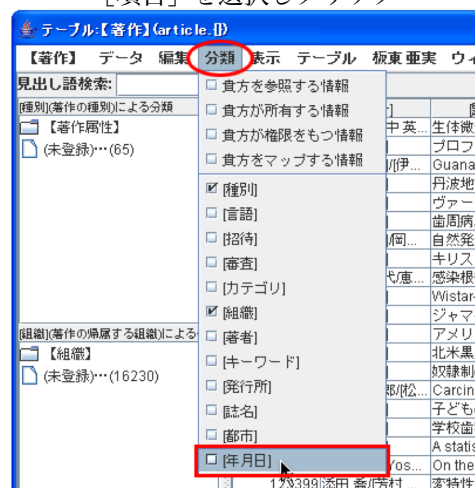 テーブル:【著作】(article.[])
【著作】 データ 編集 分類 表示 テーブル 板東亜実 ウィ
見出し語検索:
[種別](著作の種別)による分類
【著作属性】
(未登録)…(65)
[組織](著作の帰属する組織)による
【組織】
(未登録)…(16230)
貴方を参照する情報
貴方が所有する情報
貴方が権限をもつ情報
貴方をマップする情報
[種別]
[言語]
[招待]
[審査]
[カテゴリ]
[組織]
[著者]
[キーワード]
[発行所]
[誌名]
[都市]
[年月日]
中 英... 生体微
プロフ
Guana
丹波地
ヴァー
歯周病
自然発
キリス
感染根
Wistar
ジャマ
アメリ
北米黒
奴隷制
Carcin
子ども
学校歯
A statis
On the
変特性